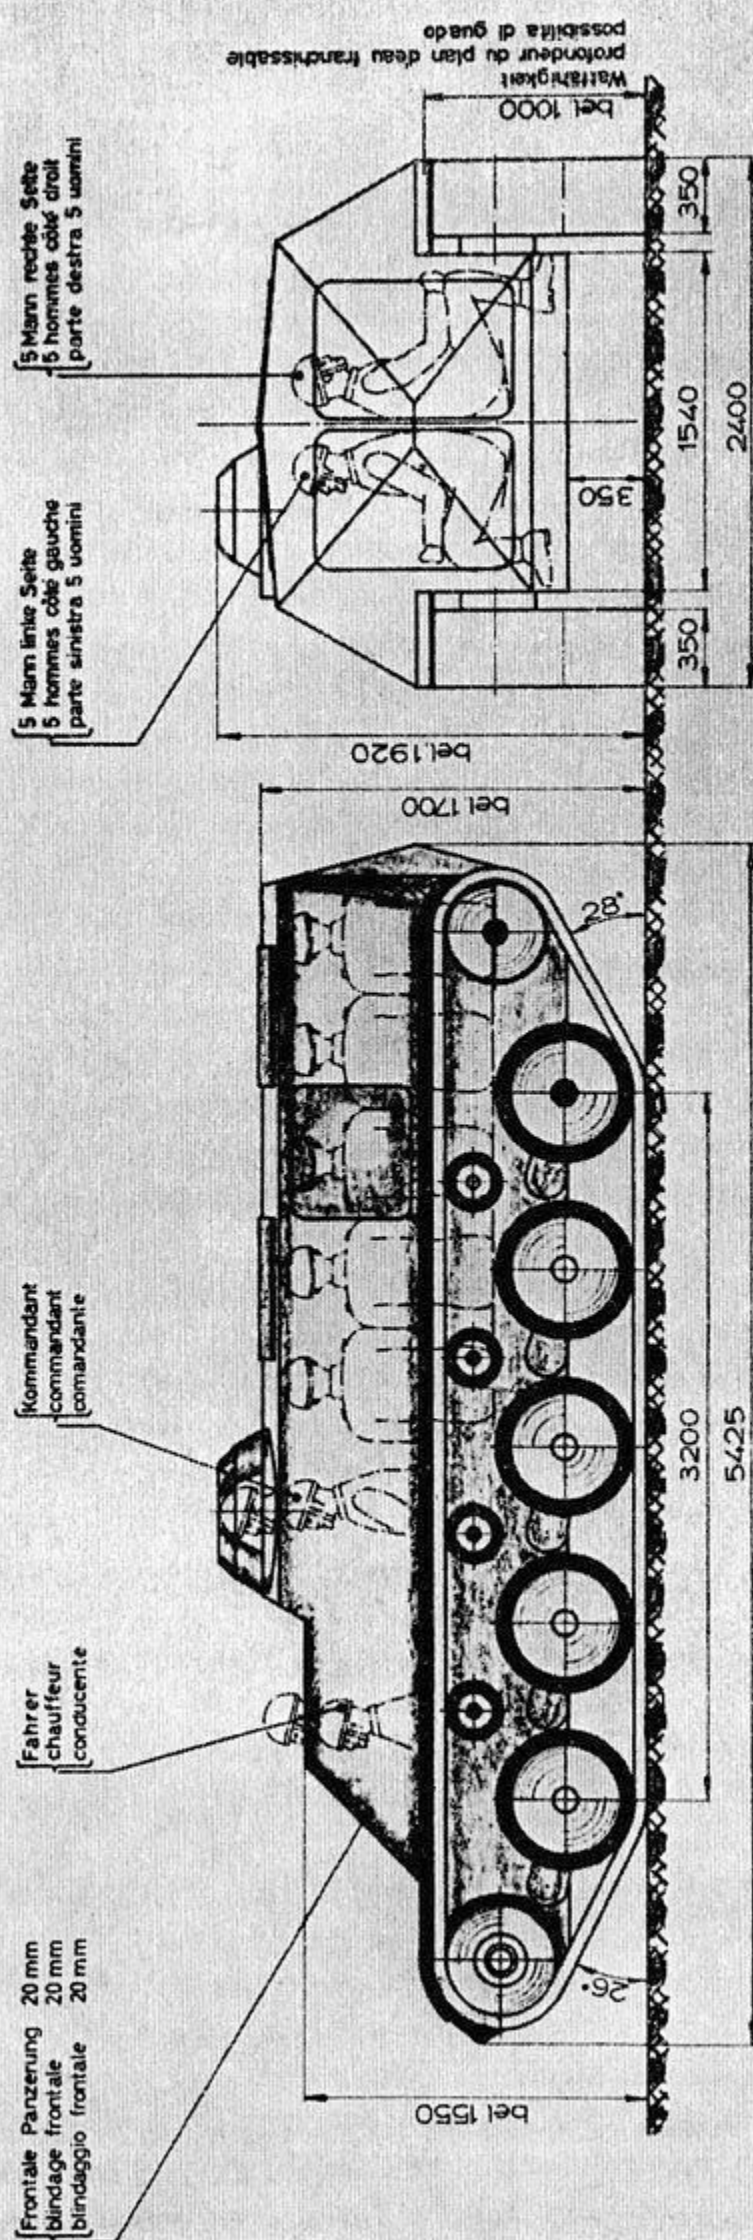 Frontale Panzerung 20 mm
blindage frontale 20 mm
blindaggio frontale 20 mm
Fahrer
chauffeur
conducente
Kommandant
commandant
comandante
5 Mann linke Seite
5 hommes côté gauche
parte sinistra 5 uomini
5 Mann rechte Seite
5 hommes côté droit
parte destra 5 uomini
Wattfähigkeit
profondeur du plan d'eau franchissable
possibilita di guado
bel. 1000
bel 1550
bel 1700
bel. 1920
26°
28°
3200
5425
350
350
1540
350
2400